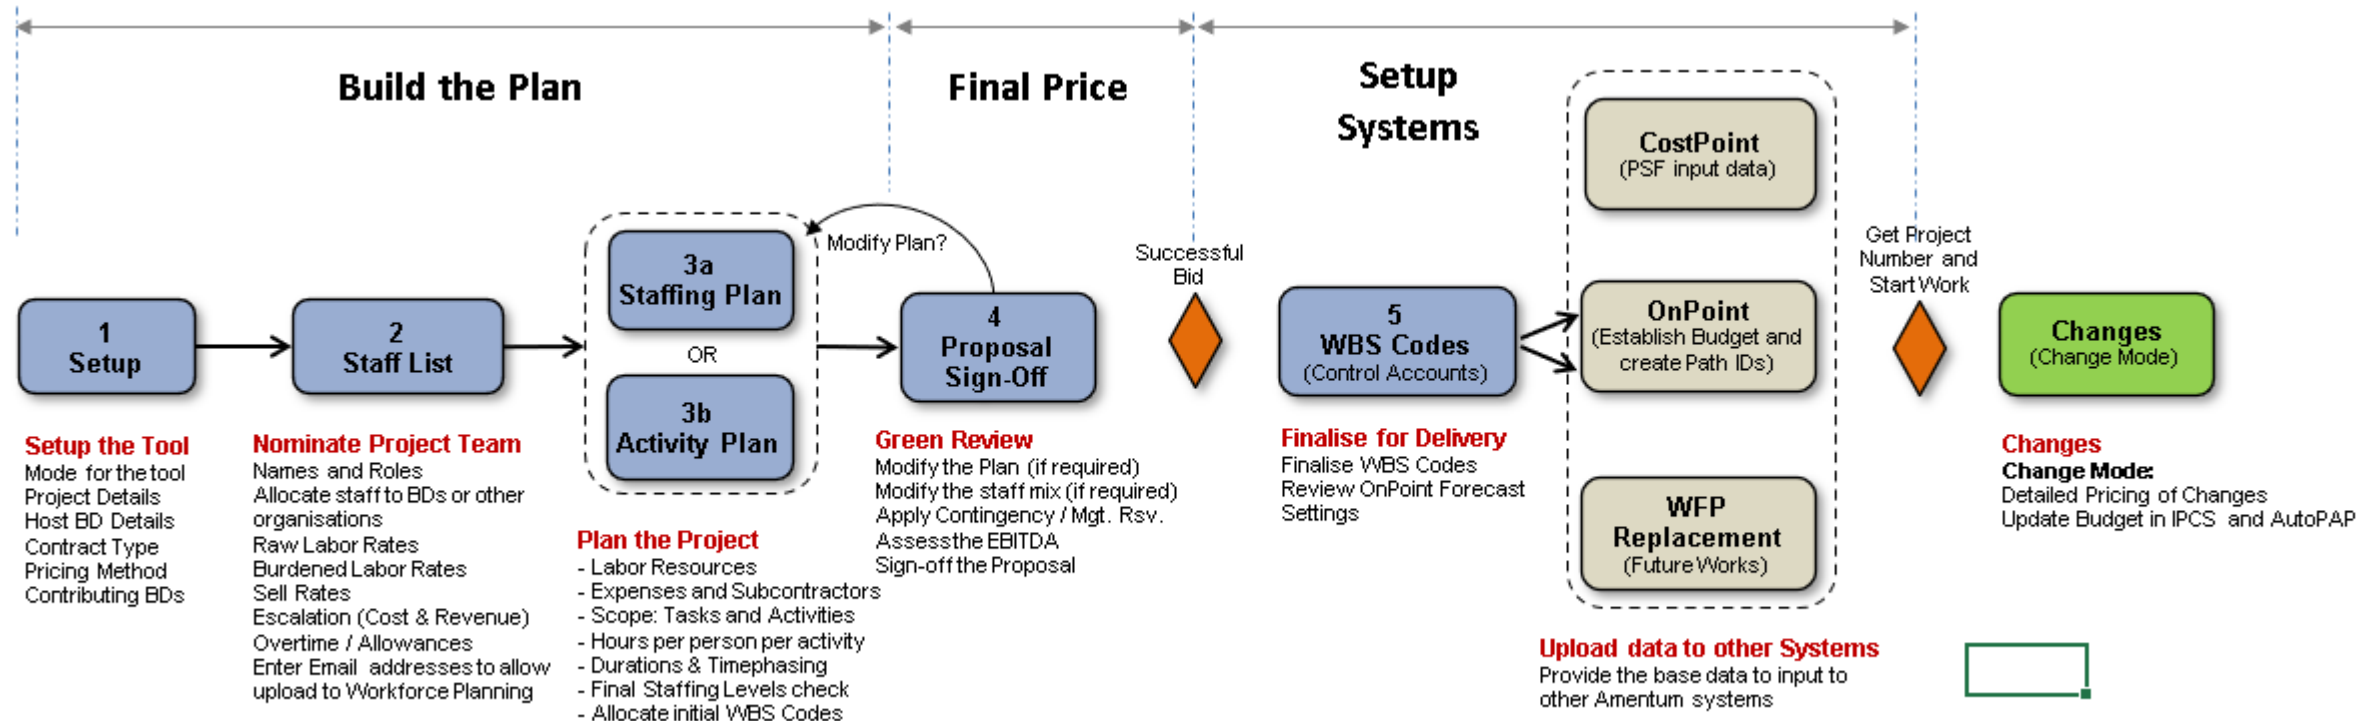 Build the Plan
Final Price
Setup
Systems
CostPoint
(PSF input data)
Modify Plan?
Successful
Bid
Get Project
Number and
Start Work
1
Setup
2
Staff List
3a
Staffing Plan
OR
3b
Activity Plan
4
Proposal
Sign-Off
5
WBS Codes
(Control Accounts)
OnPoint
(Establish Budget and
create Path IDs)
WFP
Replacement
(Future Works)
Changes
(Change Mode)
Setup the Tool
Mode for the tool
Project Details
Host BD Details
Contract Type
Pricing Method
Contributing BDs
Nominate Project Team
Names and Roles
Allocate staff to BDs or other
organisations
Raw Labor Rates
Burdened Labor Rates
Sell Rates
Escalation (Cost & Revenue)
Overtime / Allowances
Enter Email addresses to allow
upload to Workforce Planning
Plan the Project
- Labor Resources
- Expenses and Subcontractors
- Scope: Tasks and Activities
- Hours per person per activity
- Durations & Timephasing
- Final Staffing Levels check
- Allocate initial WBS Codes
Green Review
Modify the Plan (if required)
Modify the staff mix (if required)
Apply Contingency / Mgt. Rsv.
Assess the EBITDA
Sign-off the Proposal
Finalise for Delivery
Finalise WBS Codes
Review OnPoint Forecast
Settings
Upload data to other Systems
Provide the base data to input to
other Amentum systems
Changes
Change Mode:
Detailed Pricing of Changes
Update Budget in IPCS and AutoPAP